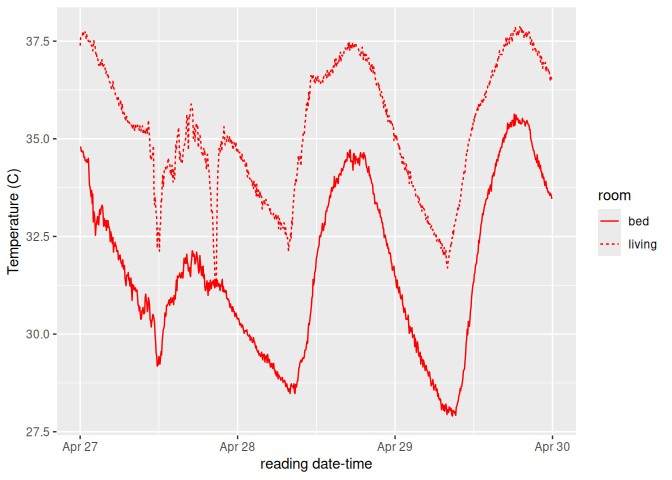 37.5
35.0
32.5
30.0
27.5
Temperature (C)
Apr 27
Apr 28
Apr 29
Apr 30
reading date-time
room
bed
living